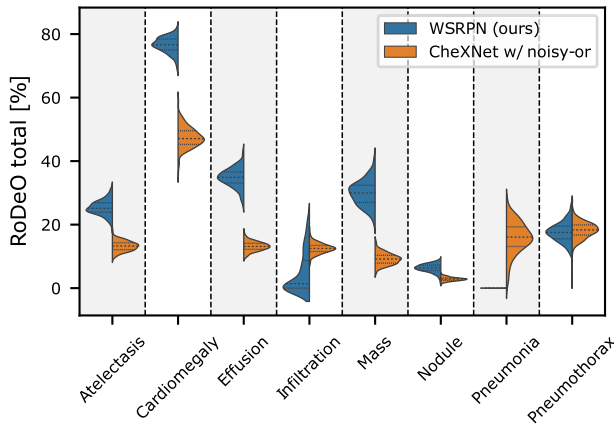 WSRPN (ours)
CheXNet w/ noisy-or
RoDeO total [%]
80
60
40
20
0
Atelectasis
Cardiomegaly
Effusion
Infiltration
Mass
Nodule
Pneumonia
Pneumothorax